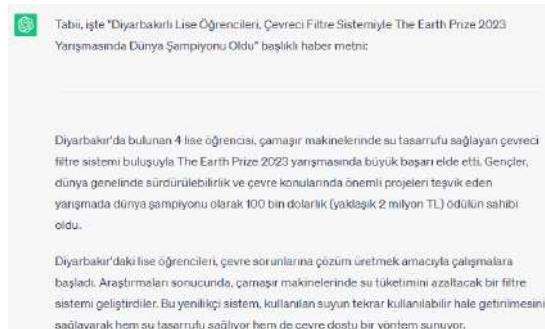 Tabii, işte "Diyarbakırlı Lise Öğrencileri, Çevreci Filtre Sistemiyle The Earth Prize 2023
Yarışmasında Dünya Şampiyonu Oldu" başlıklı haber metni:
Diyarbakır'da bulunan 4 lise öğrencisi, çamaşır makinelerinde su tasarrufu sağlayan çevreci
filtre sistemi buluşuyla The Earth Prize 2023 yarışmasında büyük başarı elde etti. Gençler,
dünya genelinde sürdürülebilirlik ve çevre konularında önemli projeleri teşvik eden
yarışmada dünya şampiyonu olarak 100 bin dolarlık (yaklaşık 2 milyon TL) ödülün sahibi
oldu.
Diyarbakır'daki lise öğrencileri, çevre sorunlarına çözüm üretmek amacıyla çalışmalara
başladı. Araştırmaları sonucunda, çamaşır makinelerinde su tüketimini azaltacak bir filtre
sistemi geliştirdiler. Bu yenilikçi sistem, kullanılan suyun tekrar kullanılabilir hale getirilmesini
sağlayarak hem su tasarrufu sağlıyor hem de çevre dostu bir yöntem sunuyor.